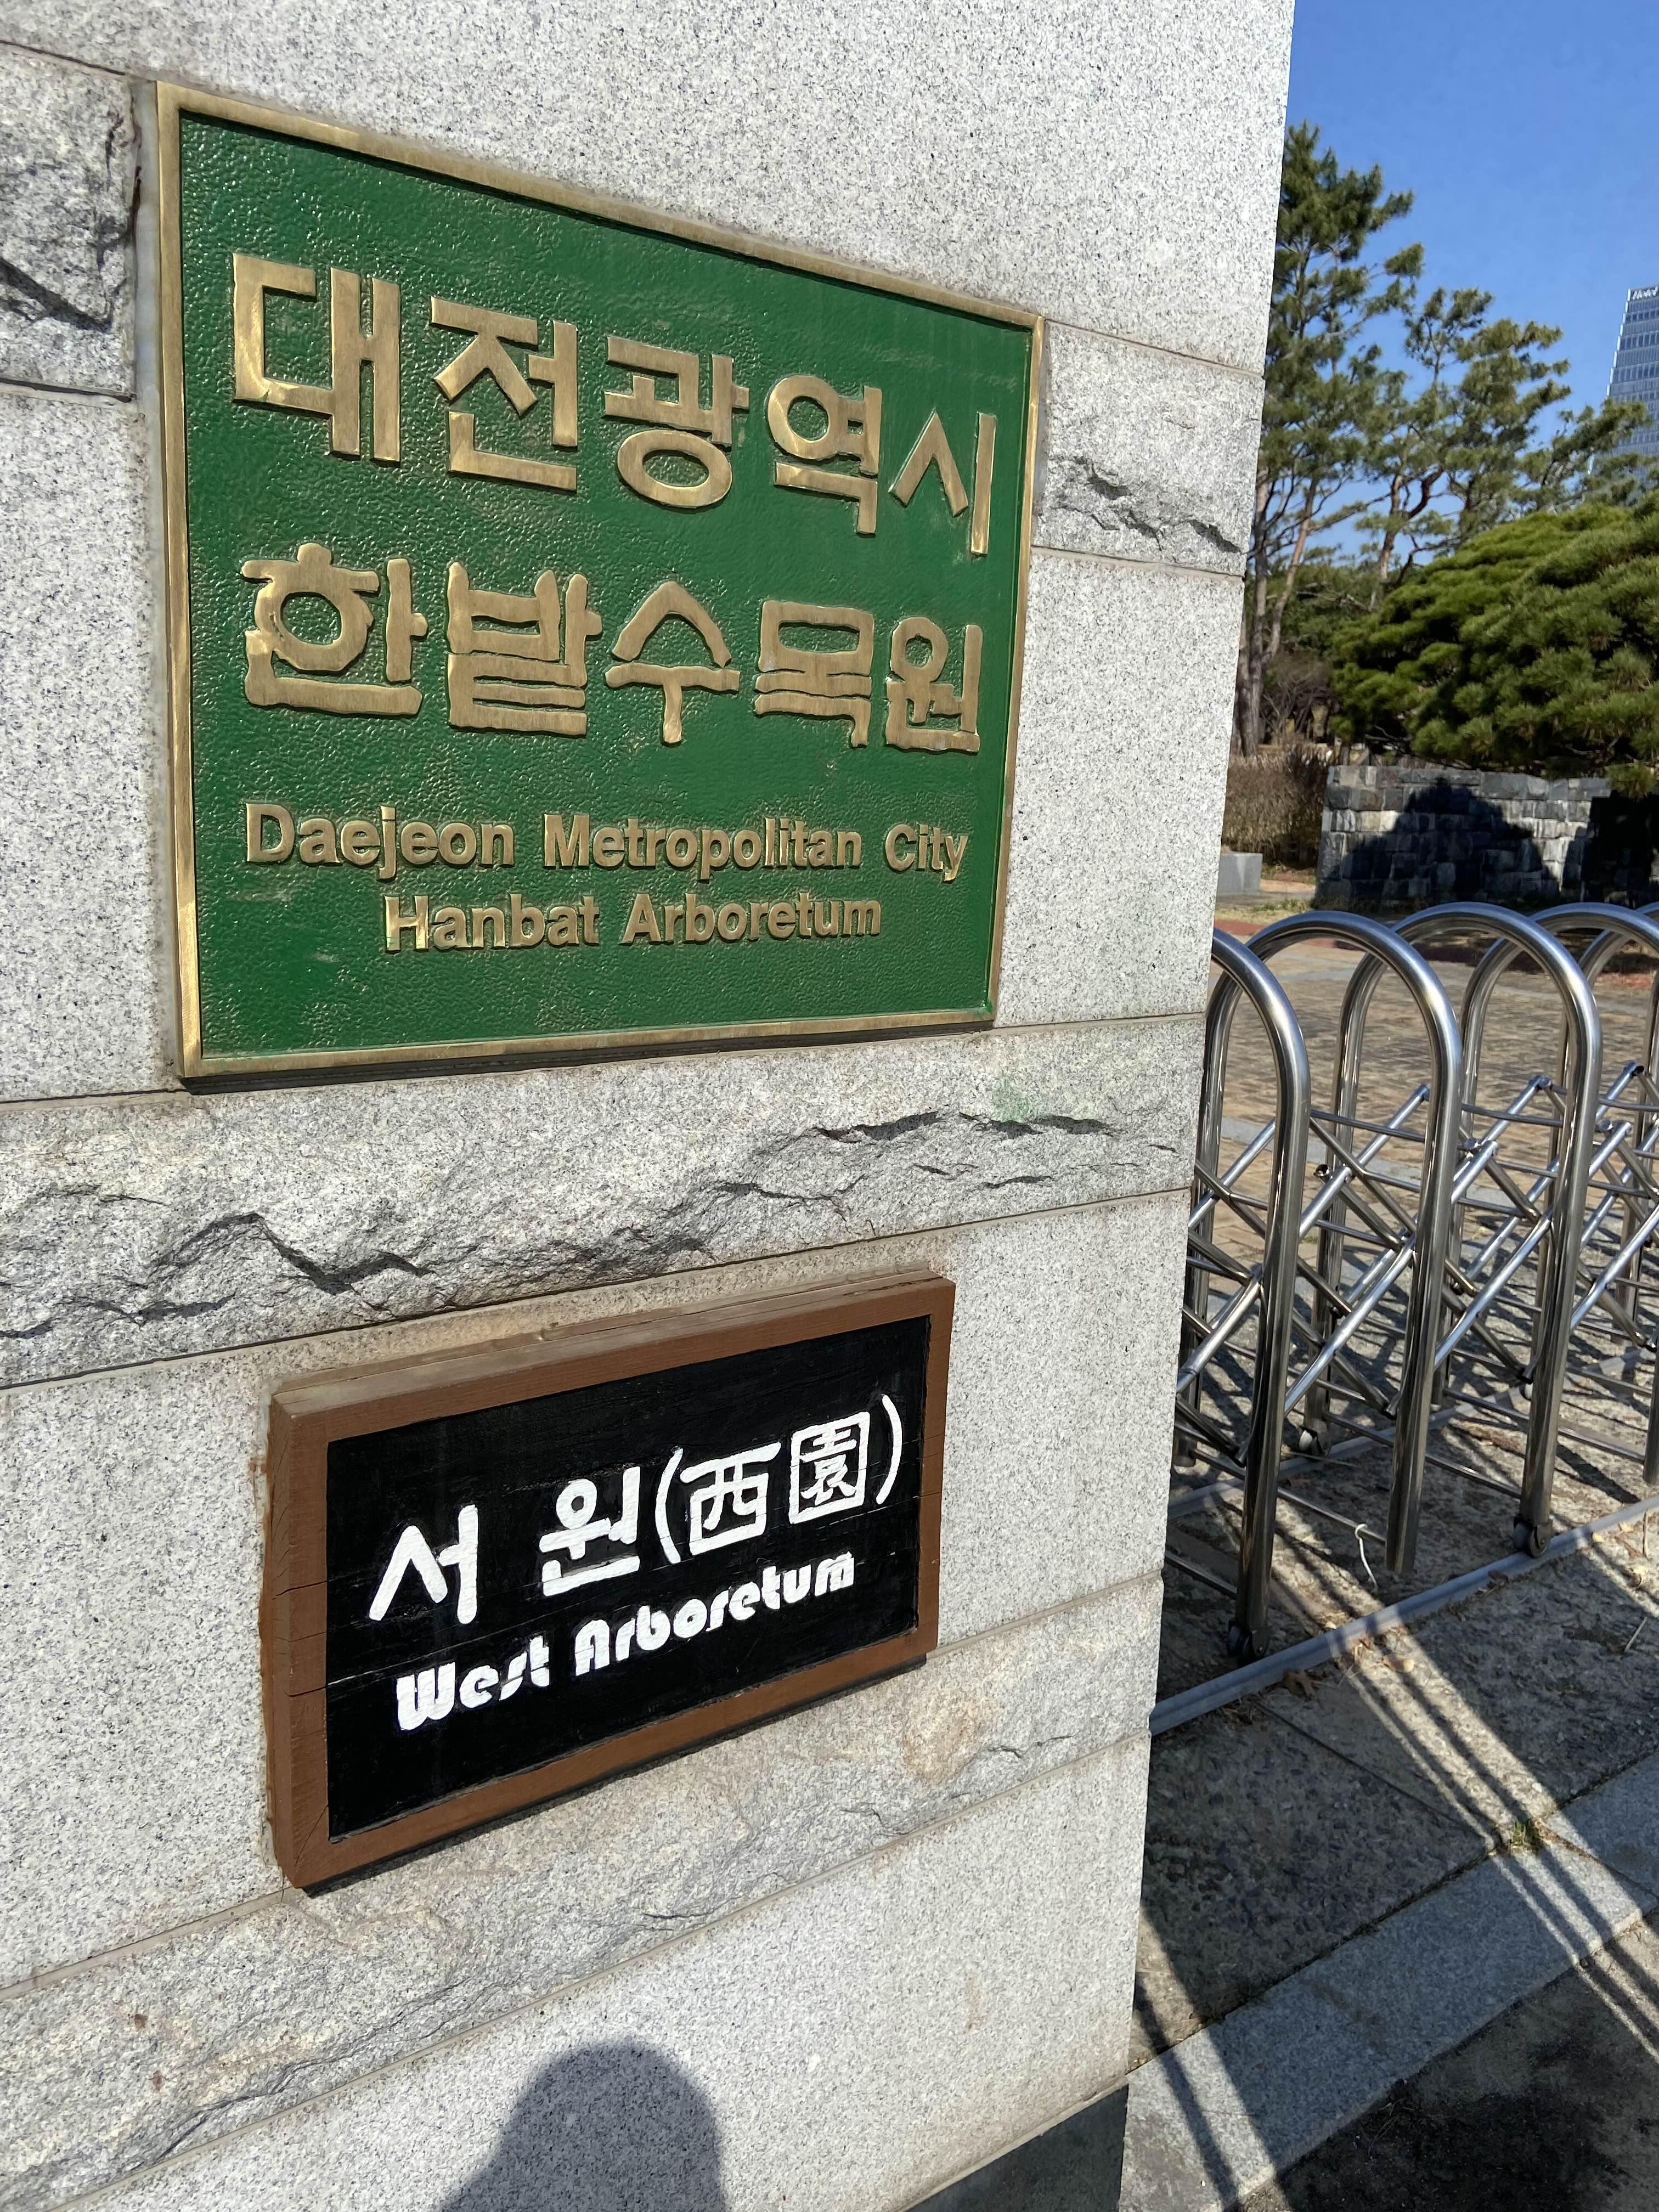 대전광역시
한밭수목원
Daejeon Metropolitan City
Hanbat Arboretum
서원(西園)
West Arboretum
Hotel